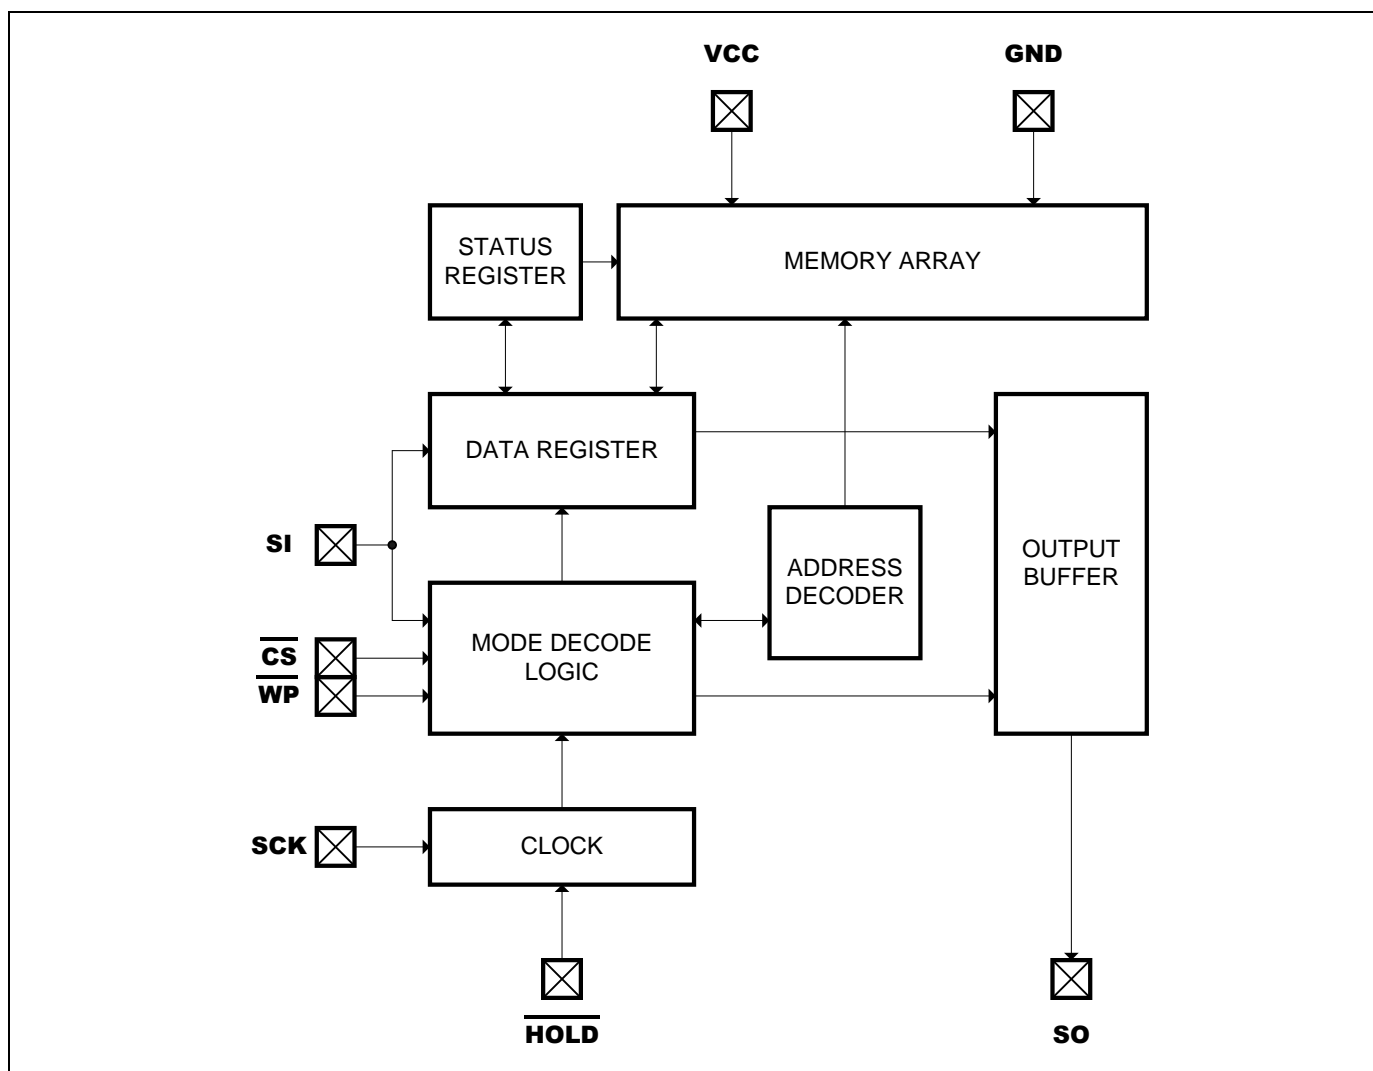 VCC
GND
STATUS
REGISTER
MEMORY ARRAY
DATA REGISTER
SI
ADDRESS
DECODER
OUTPUT
BUFFER
MODE DECODE
LOGIC
CS
WP
SCK
CLOCK
HOLD
SO